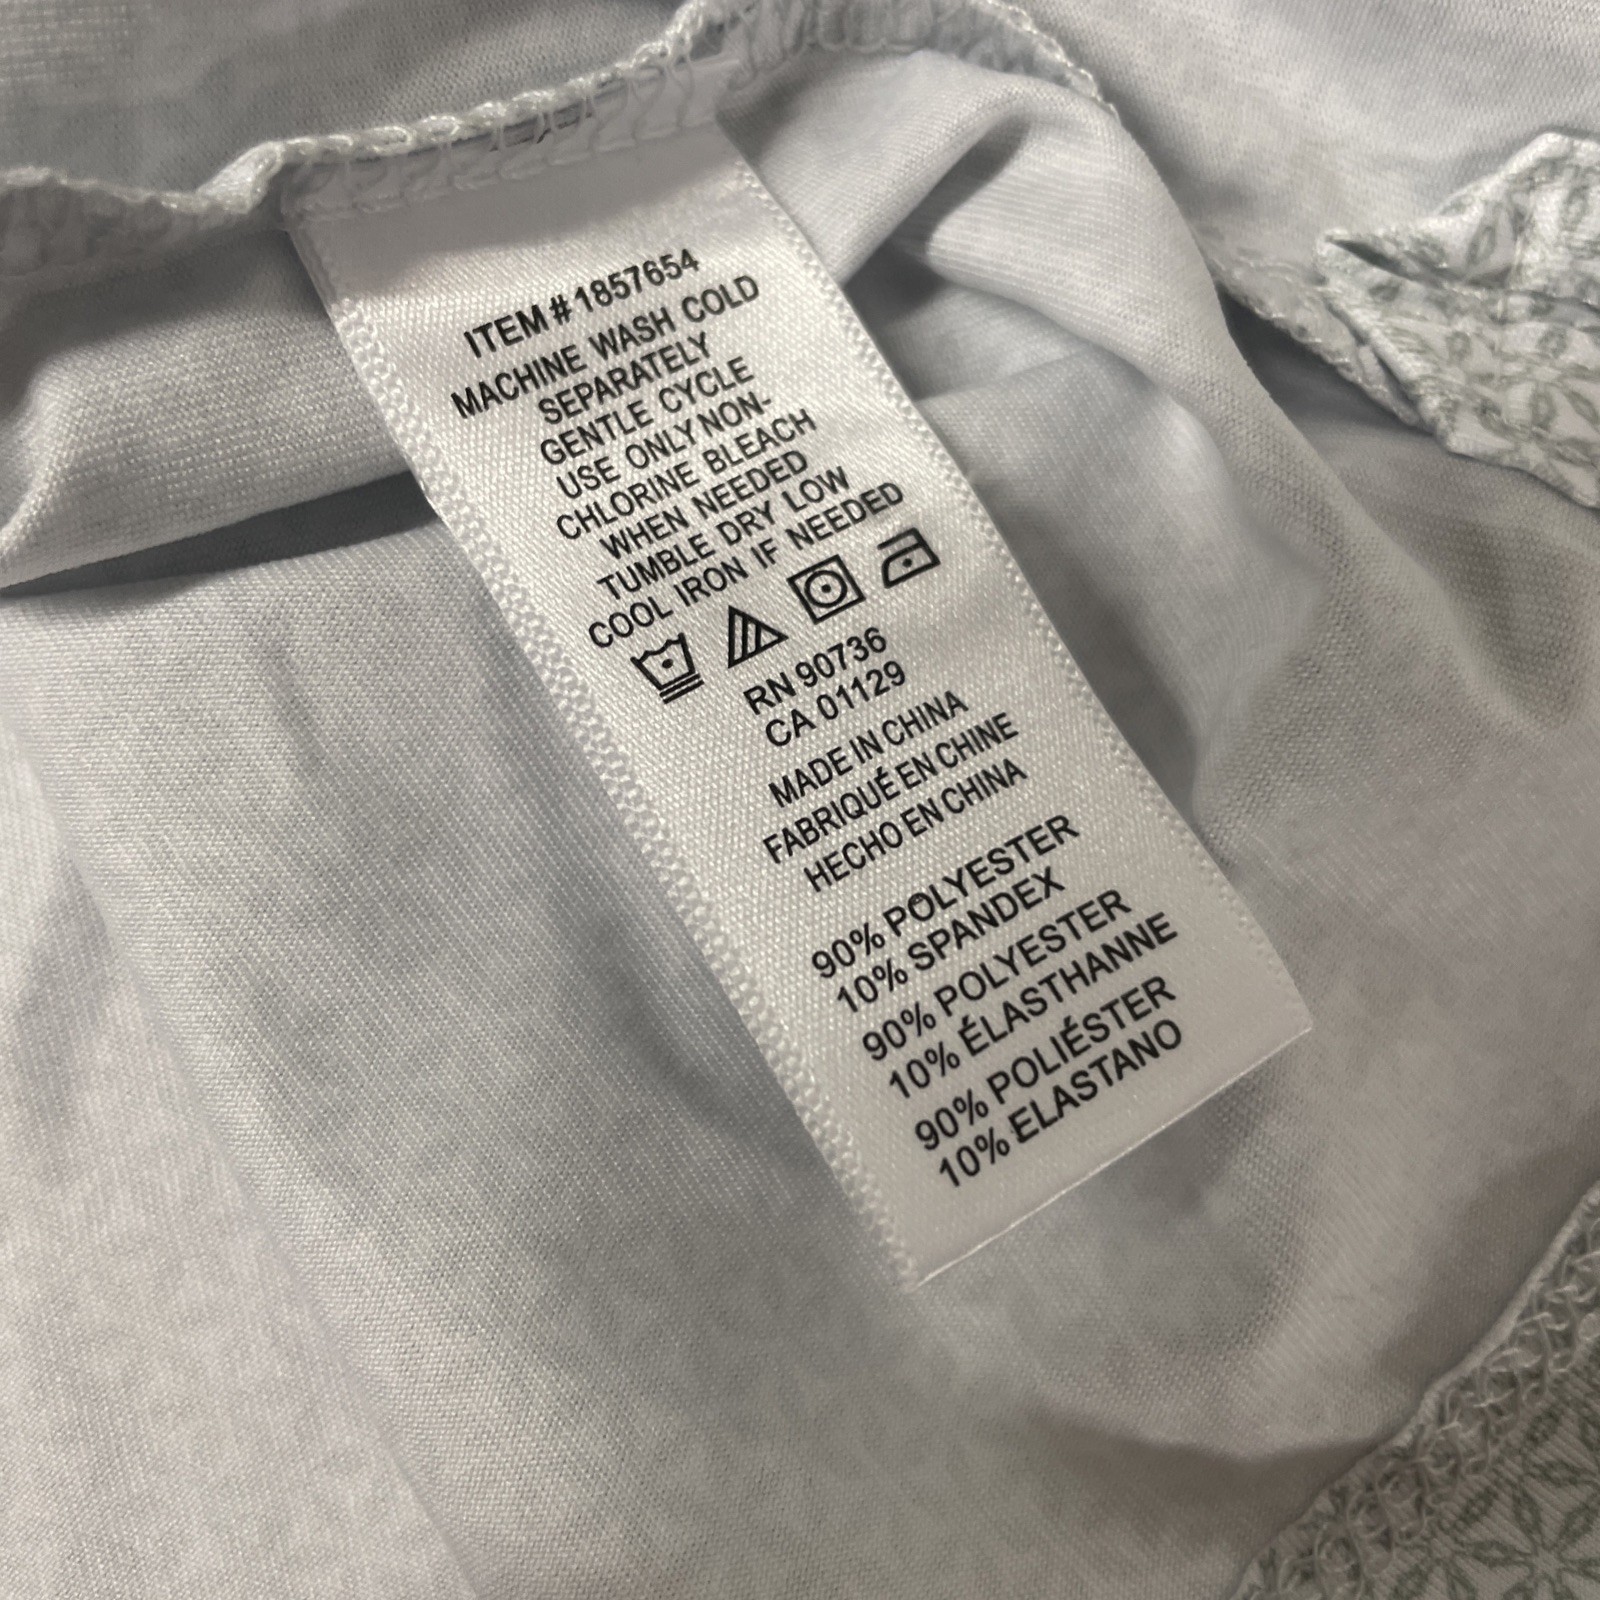 ITEM # 1857654
MACHINE WASH COLD
SEPARATELY
GENTLE CYCLE
USE ONLY NON-
CHLORINE BLEACH
WHEN NEEDED
TUMBLE DRY LOW
COOL IRON IF NEEDED
RN 90736
CA 01129
MADE IN CHINA
FABRIQUÉ EN CHINE
HECHO EN CHINA
90% POLYESTER
10% SPANDEX
90% POLYESTER
10% ÉLASTHANNE
90% POLIÉSTER
10% ELASTANO